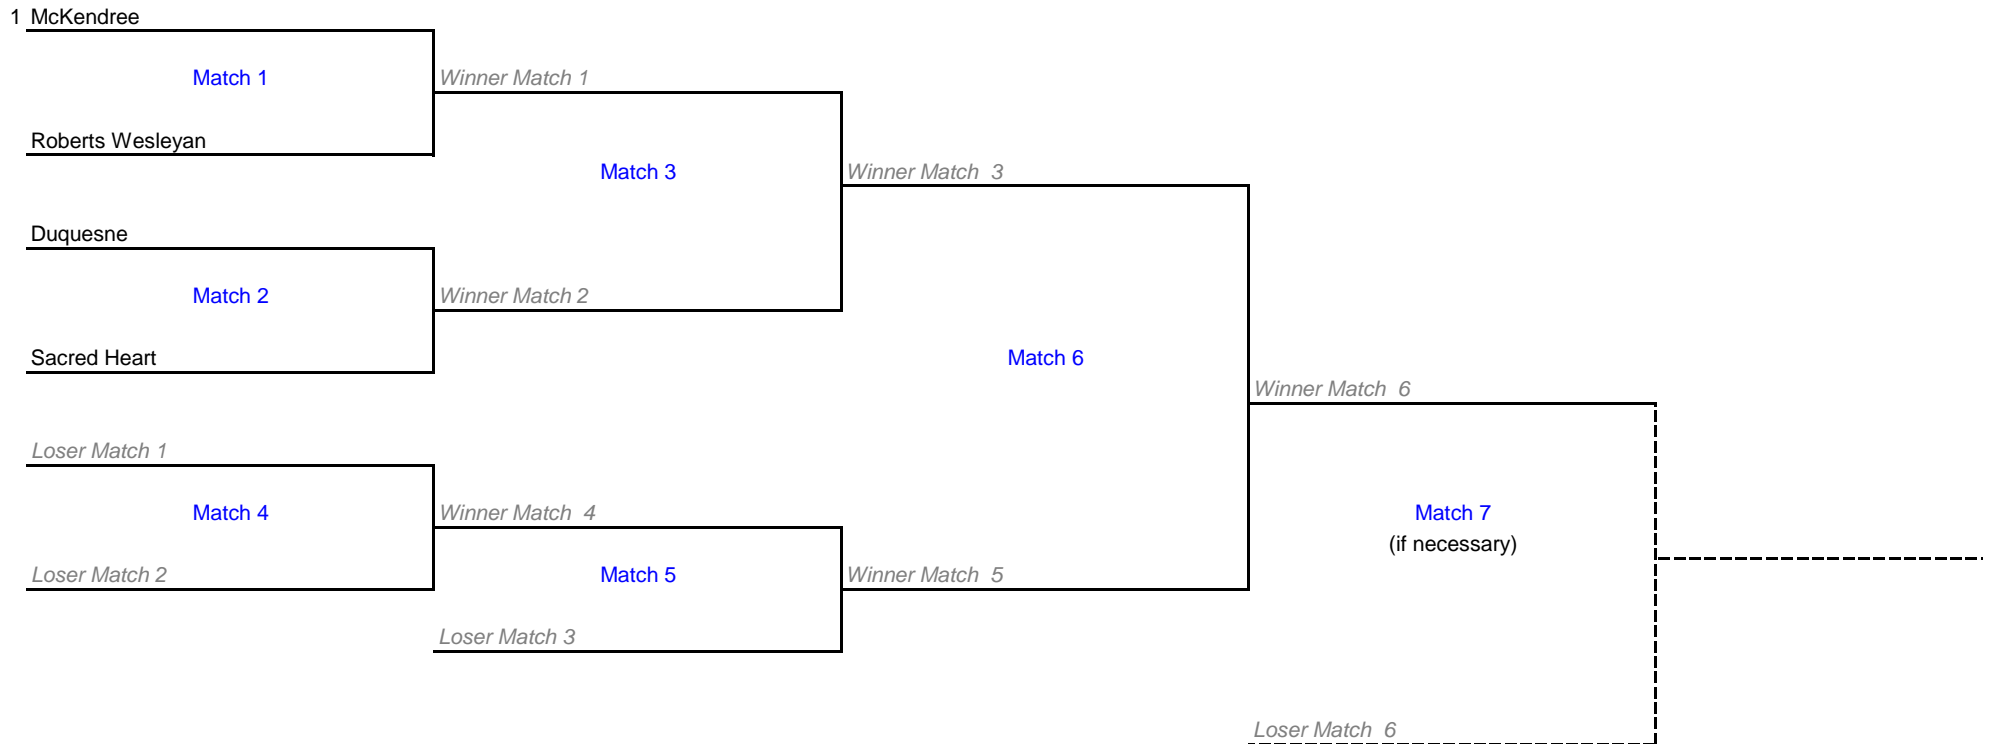 1 McKendree
Match 1
Winner Match 1
Roberts Wesleyan
Match 3
Winner Match 3
Duquesne
Match 2
Winner Match 2
Sacred Heart
Match 6
Winner Match 6
Loser Match 1
Match 4
Winner Match 4
Match 7
(if necessary)
Loser Match 2
Match 5
Winner Match 5
Loser Match 3
Loser Match 6